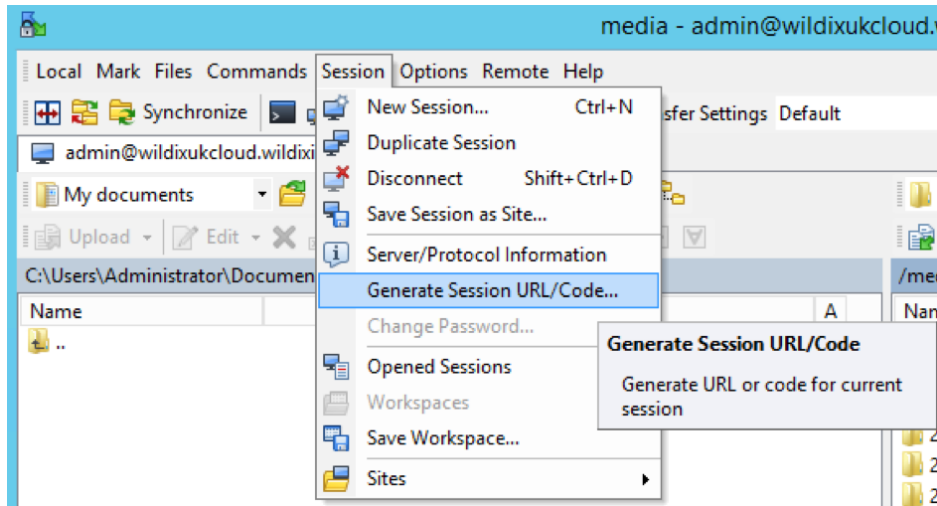 media - admin@wildixukcloud.
Local Mark Files Commands Session Options Remote Help
Synchronize
New Session... Ctrl+N
sfer Settings Default
admin@wildixukcloud.wildixi
Duplicate Session
My documents
Disconnect Shift+Ctrl+D
Upload Edit
Save Session as Site...
Server/Protocol Information
C:\Users\Administrator\Documen
/me
Generate Session URL/Code...
Name
A
Nam
Change Password...
Generate Session URL/Code
..
Opened Sessions
Generate URL or code for current
session
Workspaces
Save Workspace...
2
2
Sites
2